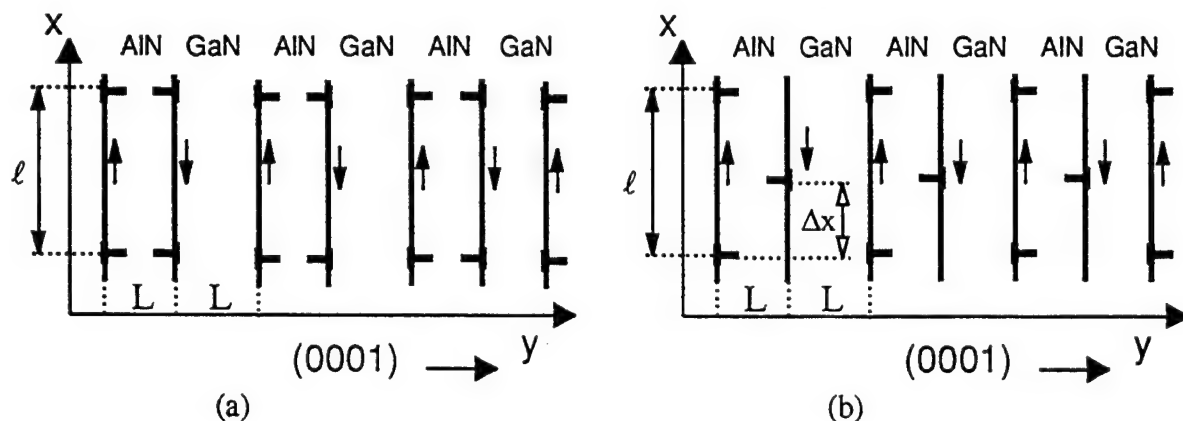 x AlN GaN AlN GaN AlN GaN
ℓ
L L
(0001) y
(a)
x AlN GaN AlN GaN AlN GaN
ℓ Δx
L L
(0001) y
(b)